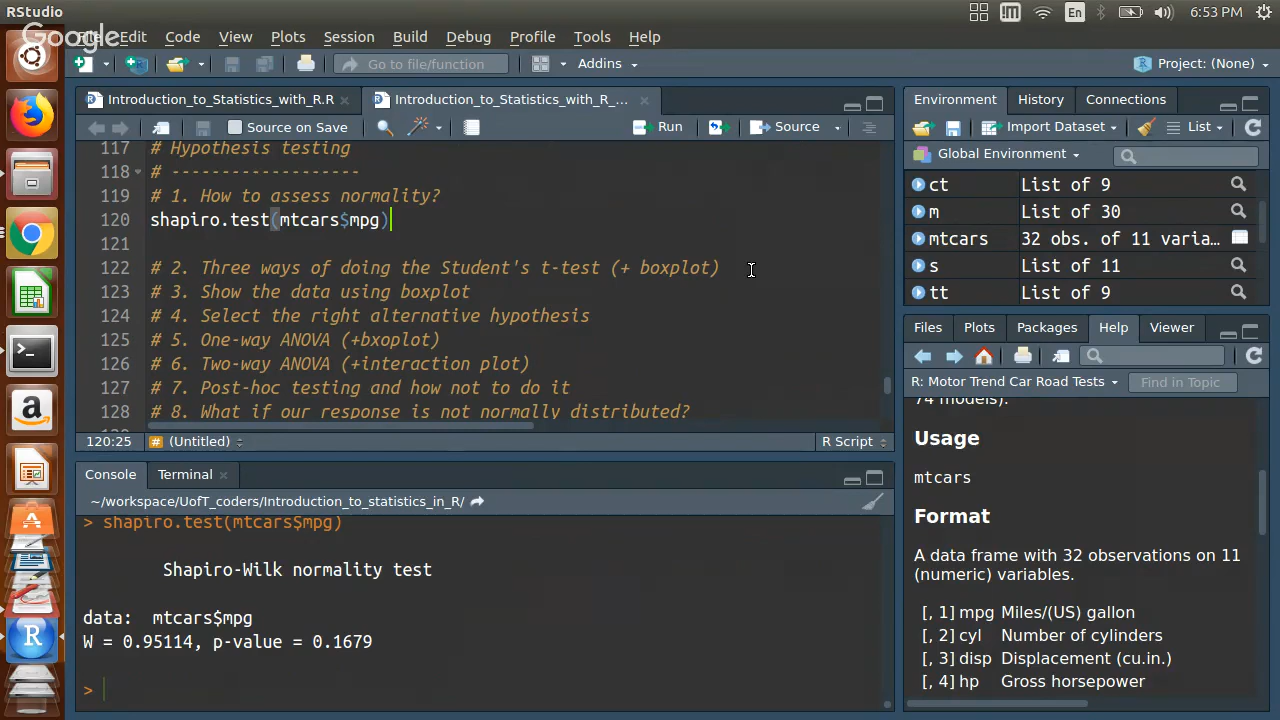 RStudio
En
6:53 PM
Google
File Edit Code View Plots Session Build Debug Profile Tools Help
Go to file/function
Addins
Project: (None)
Introduction_to_Statistics_with_R.R
Introduction_to_Statistics_with_R_...
Source on Save
Run
Source
117 # Hypothesis testing
118 # -------------------
119 # 1. How to assess normality?
120 shapiro.test(mtcars$mpg)
121
122 # 2. Three ways of doing the Student's t-test (+ boxplot)
123 # 3. Show the data using boxplot
124 # 4. Select the right alternative hypothesis
125 # 5. One-way ANOVA (+bxoplot)
126 # 6. Two-way ANOVA (+interaction plot)
127 # 7. Post-hoc testing and how not to do it
128 # 8. What if our response is not normally distributed?
120:25
# (Untitled)
R Script
Console
Terminal
~/workspace/UofT_coders/Introduction_to_statistics_in_R/
> shapiro.test(mtcars$mpg)
Shapiro-Wilk normality test
data:  mtcars$mpg
W = 0.95114, p-value = 0.1679
>
Environment
History
Connections
Import Dataset
List
Global Environment
ct List of 9
m List of 30
mtcars 32 obs. of 11 varia…
s List of 11
tt List of 9
Files
Plots
Packages
Help
Viewer
R: Motor Trend Car Road Tests
Find in Topic
74 models).
Usage
mtcars
Format
A data frame with 32 observations on 11
(numeric) variables.
[, 1] mpg Miles/(US) gallon
[, 2] cyl Number of cylinders
[, 3] disp Displacement (cu.in.)
[, 4] hp Gross horsepower